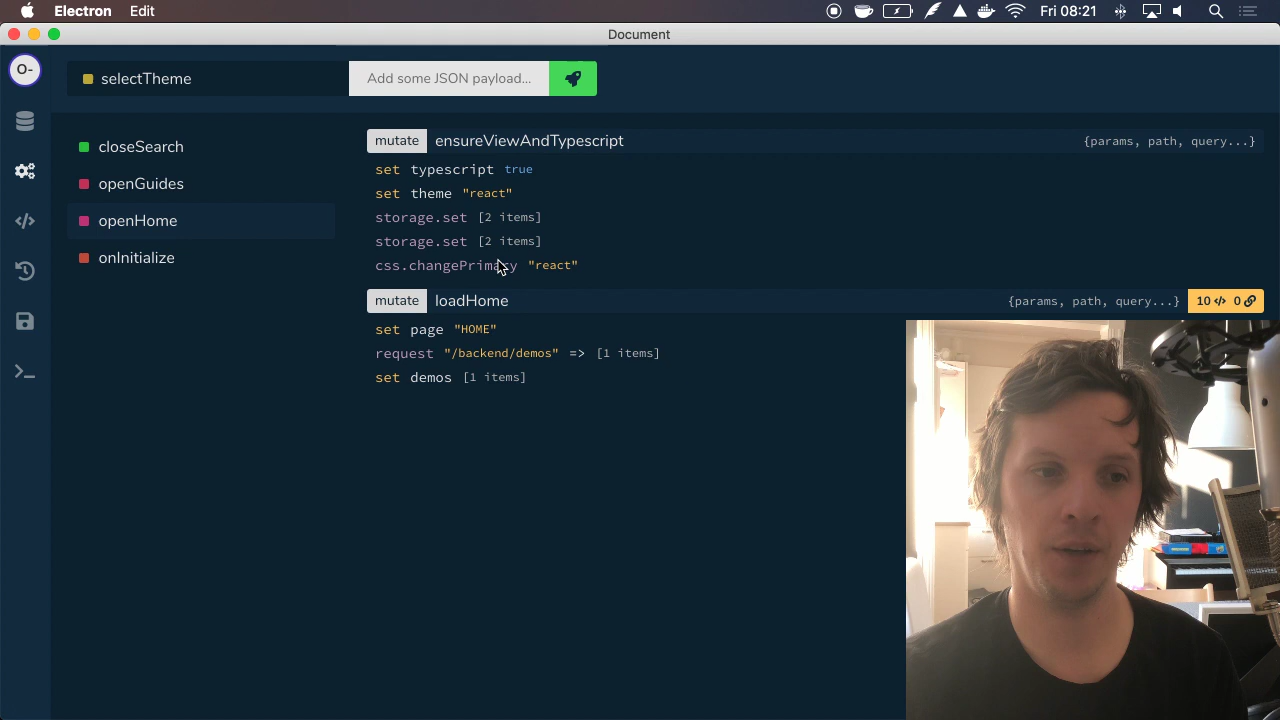 Electron Edit
Fri 08:21
Document
O-
selectTheme
Add some JSON payload...
closeSearch
openGuides
openHome
onInitialize
mutate ensureViewAndTypescript {params, path, query...}
set typescript true
set theme "react"
storage.set [2 items]
storage.set [2 items]
css.changePrimary "react"
mutate loadHome {params, path, query...} 10 0
set page "HOME"
request "/backend/demos" => [1 items]
set demos [1 items]